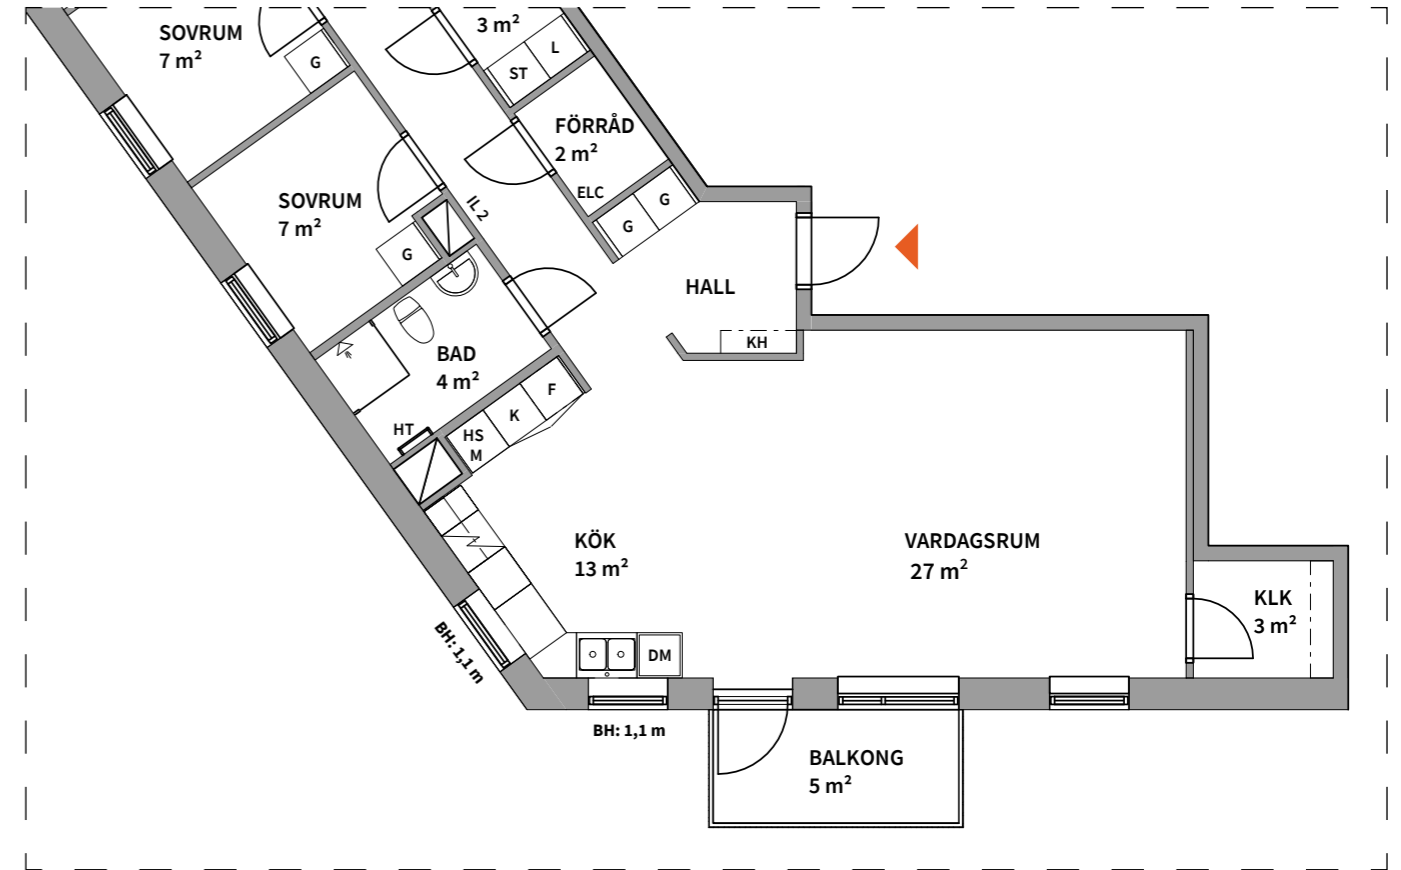 SOVRUM
7 m²
G
3 m²
ST
L
FÖRRÅD
2 m²
ELC
G
G
SOVRUM
7 m²
IL 2
G
HALL
KH
BAD
4 m²
HT
HS
M
K
F
KÖK
13 m²
VARDAGSRUM
27 m²
KLK
3 m²
DM
BH: 1,1 m
BH: 1,1 m
BALKONG
5 m²